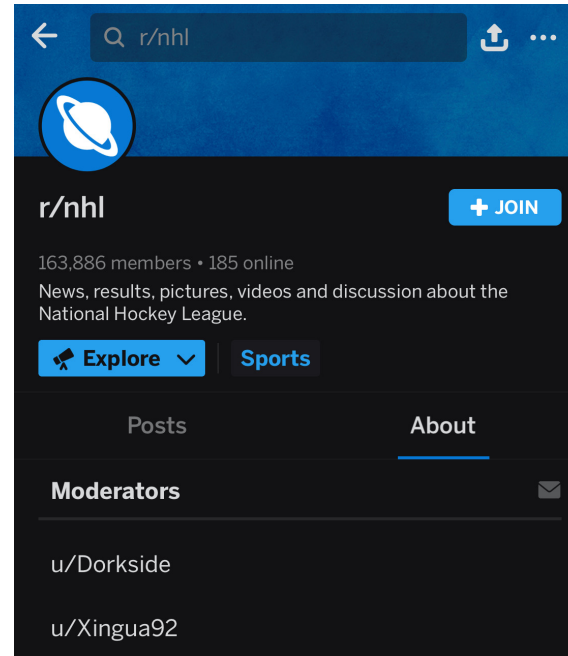 r/nhl
r/nhl
JOIN
163,886 members • 185 online
News, results, pictures, videos and discussion about the
National Hockey League.
Explore
Sports
Posts
About
Moderators
u/Dorkside
u/Xingua92